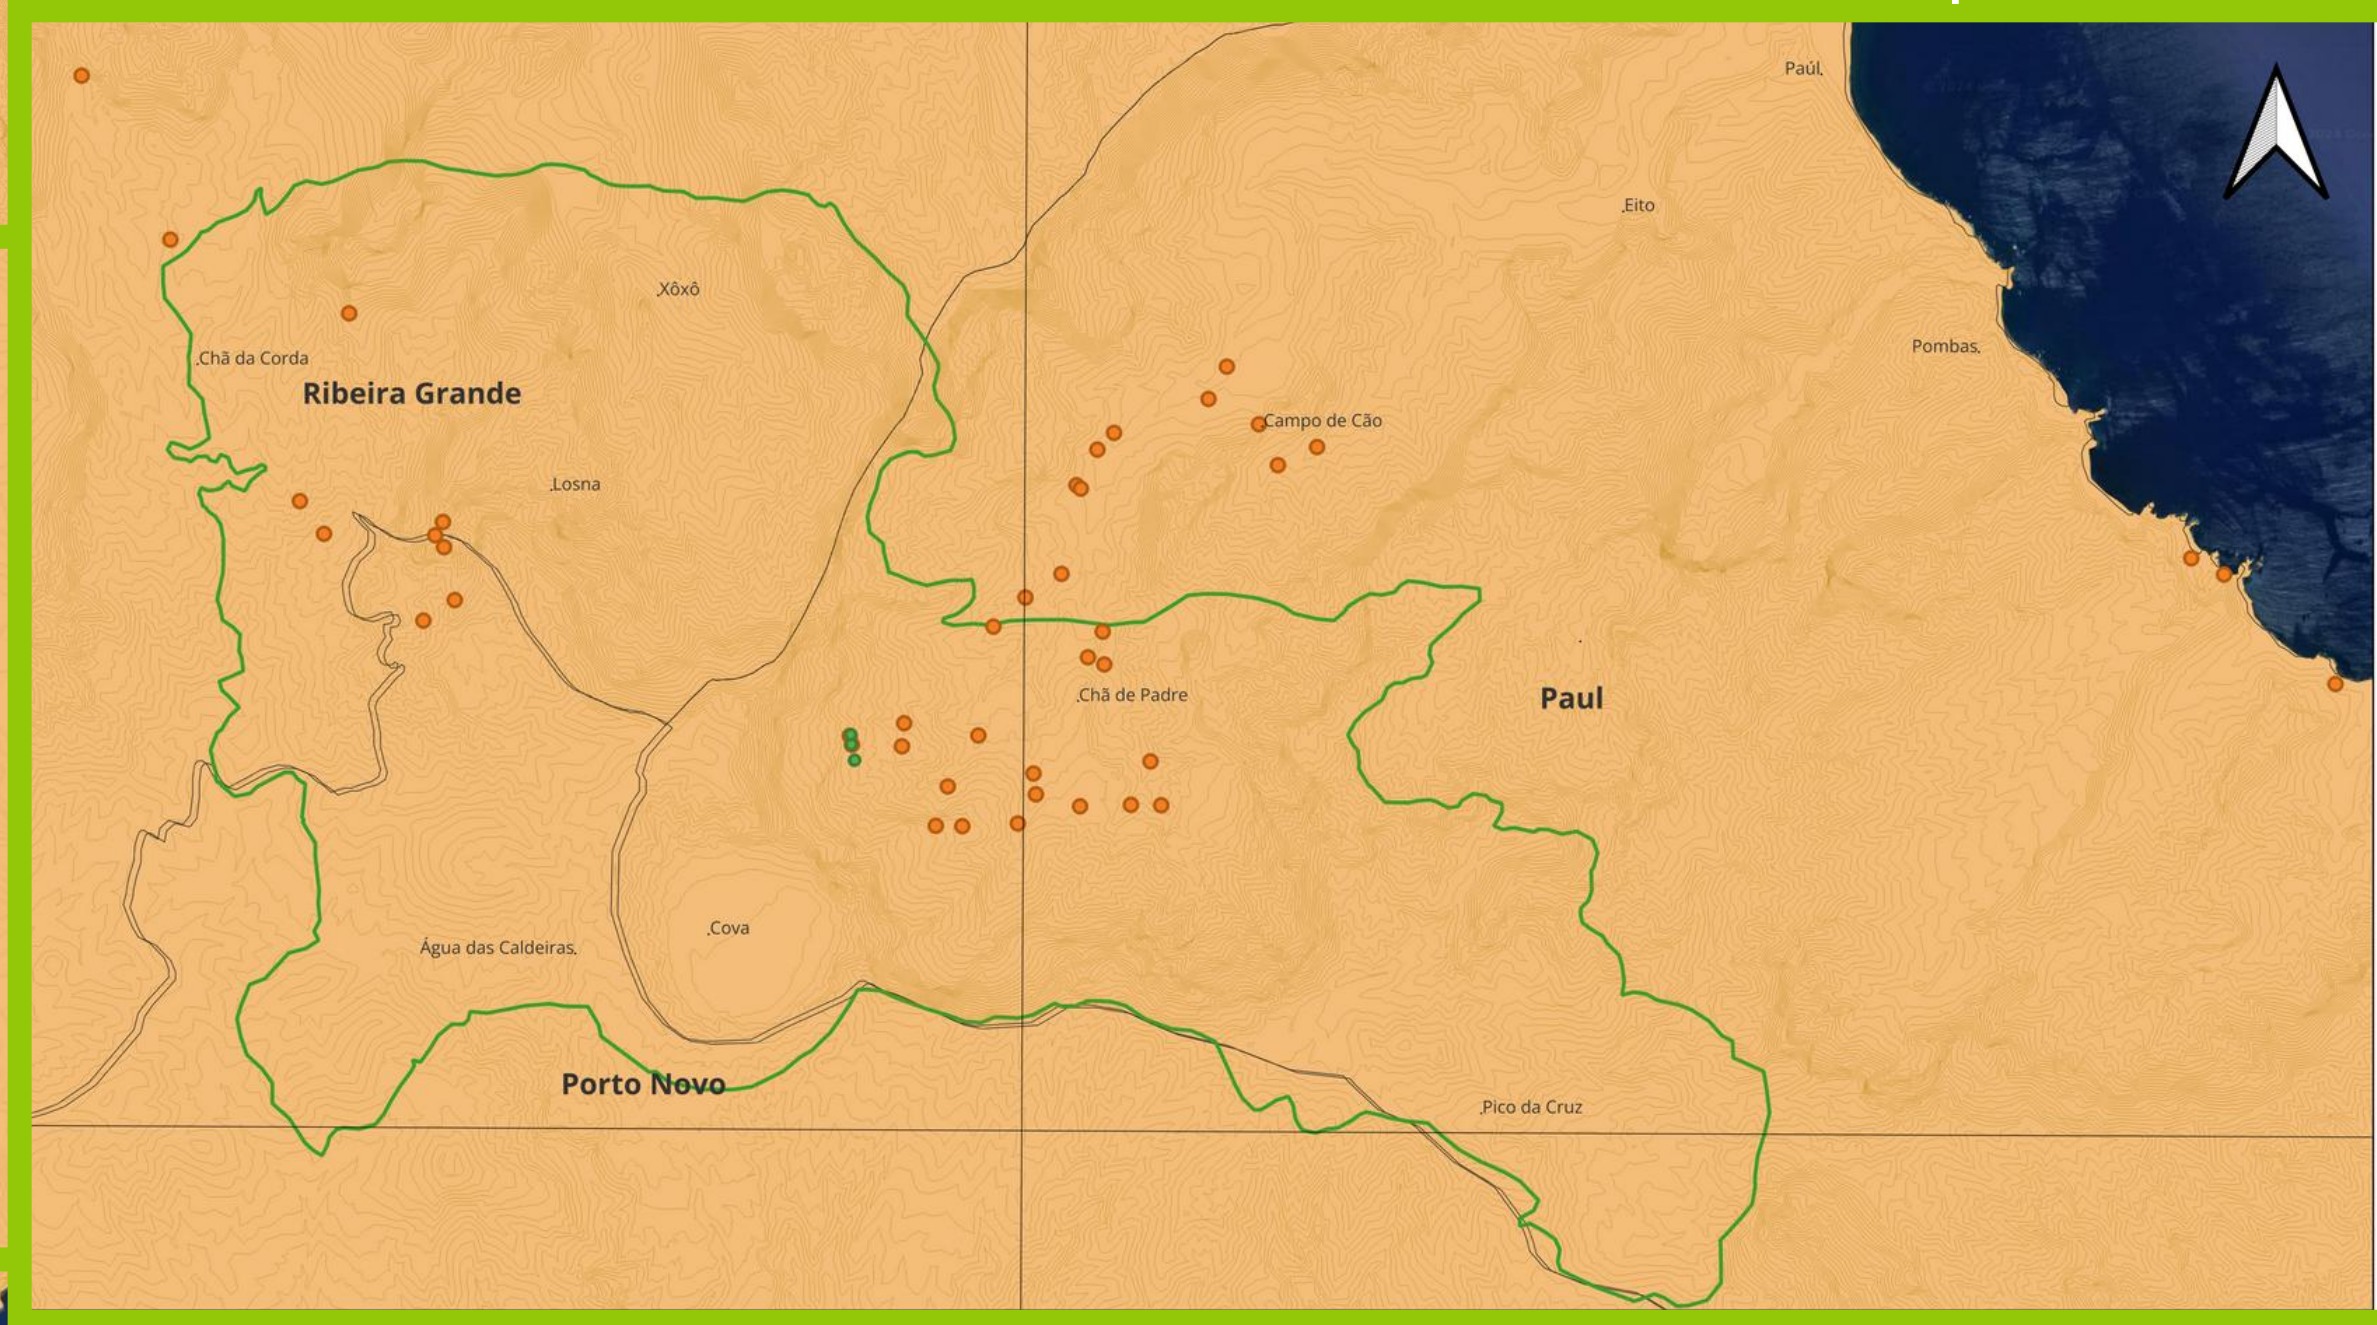 Paúl
Eito
Xôxô
Pombas
Chã da Corda
Ribeira Grande
Campo de Cão
Losna
Chã de Padre
Paul
Cova
Água das Caldeiras
Porto Novo
Pico da Cruz